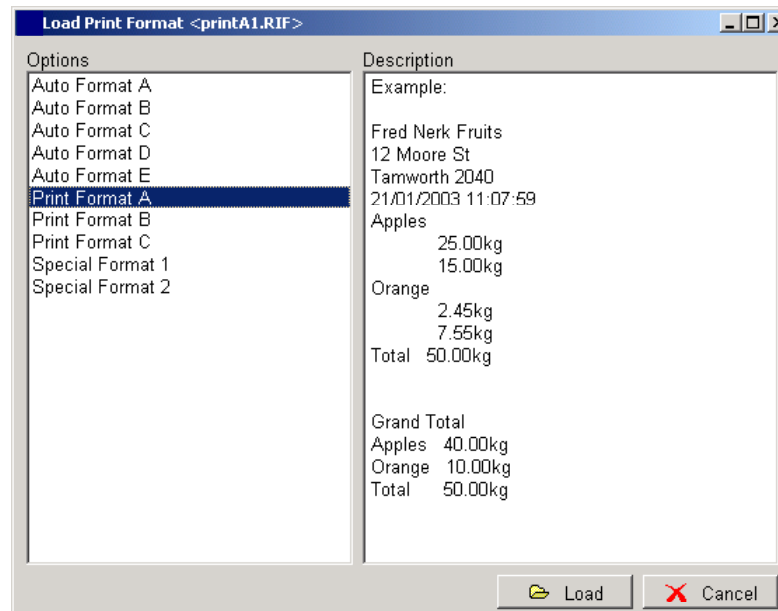 Load Print Format <printA1.RIF>
Options
Auto Format A
Auto Format B
Auto Format C
Auto Format D
Auto Format E
Print Format A
Print Format B
Print Format C
Special Format 1
Special Format 2
Description
Example:
Fred Nerk Fruits
12 Moore St
Tamworth 2040
21/01/2003 11:07:59
Apples
25.00kg
15.00kg
Orange
2.45kg
7.55kg
Total 50.00kg
Grand Total
Apples 40.00kg
Orange 10.00kg
Total 50.00kg
Load Cancel